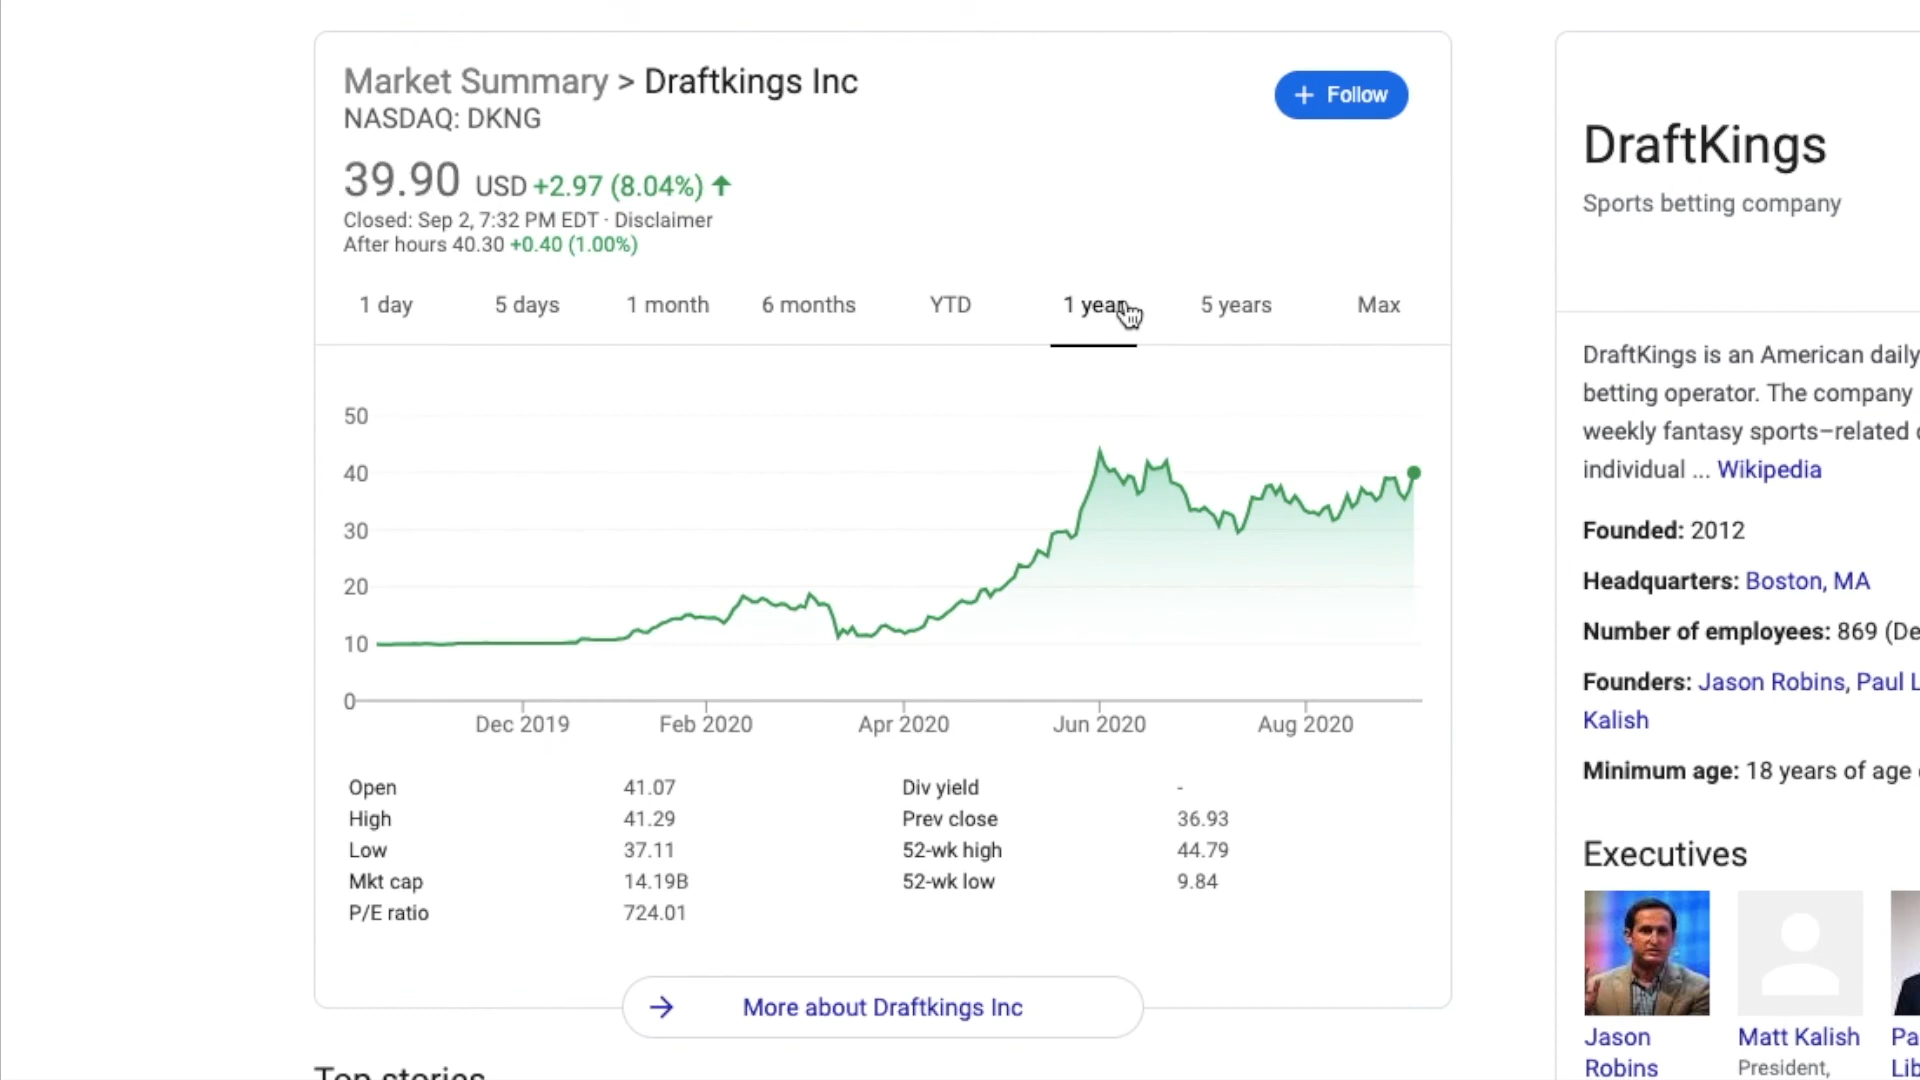 Market Summary > Draftkings Inc
NASDAQ: DKNG
+ Follow
39.90 USD +2.97 (8.04%) ↑
Closed: Sep 2, 7:32 PM EDT · Disclaimer
After hours 40.30 +0.40 (1.00%)
1 day 5 days 1 month 6 months YTD 1 year 5 years Max
50
40
30
20
10
0
Dec 2019 Feb 2020 Apr 2020 Jun 2020 Aug 2020
Open 41.07 Div yield -
High 41.29 Prev close 36.93
Low 37.11 52-wk high 44.79
Mkt cap 14.19B 52-wk low 9.84
P/E ratio 724.01
→ More about Draftkings Inc
Top stories
DraftKings
Sports betting company
DraftKings is an American daily
betting operator. The company
weekly fantasy sports–related
individual ... Wikipedia
Founded: 2012
Headquarters: Boston, MA
Number of employees: 869 (De
Founders: Jason Robins, Paul L
Kalish
Minimum age: 18 years of age
Executives
Jason
Robins
Matt Kalish
President,
Pa
Lib